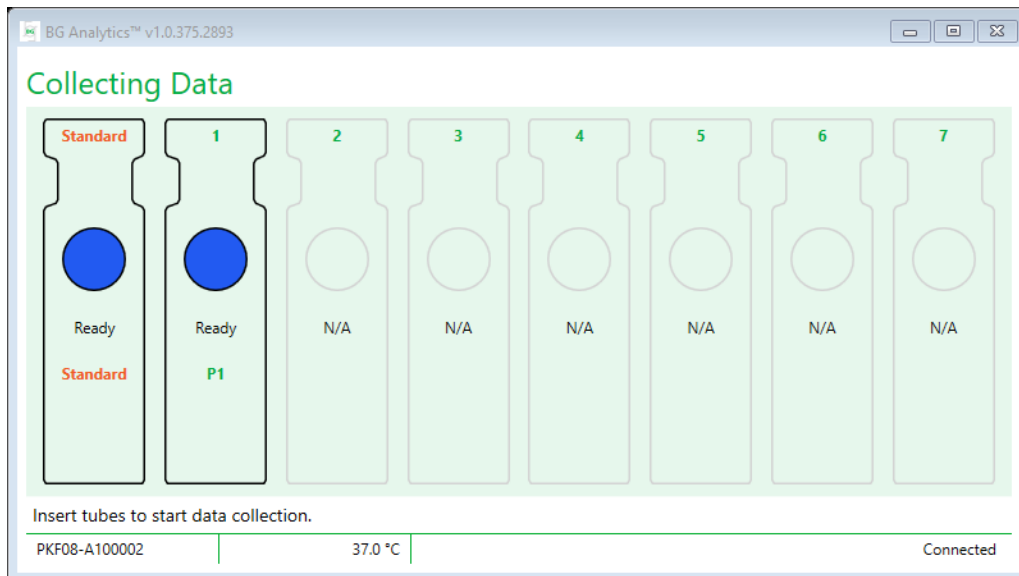 BG Analytics™ v1.0.375.2893
Collecting Data
Standard 1 2 3 4 5 6 7
Ready Ready N/A N/A N/A N/A N/A N/A
Standard P1
Insert tubes to start data collection.
PKF08-A100002 37.0 °C Connected